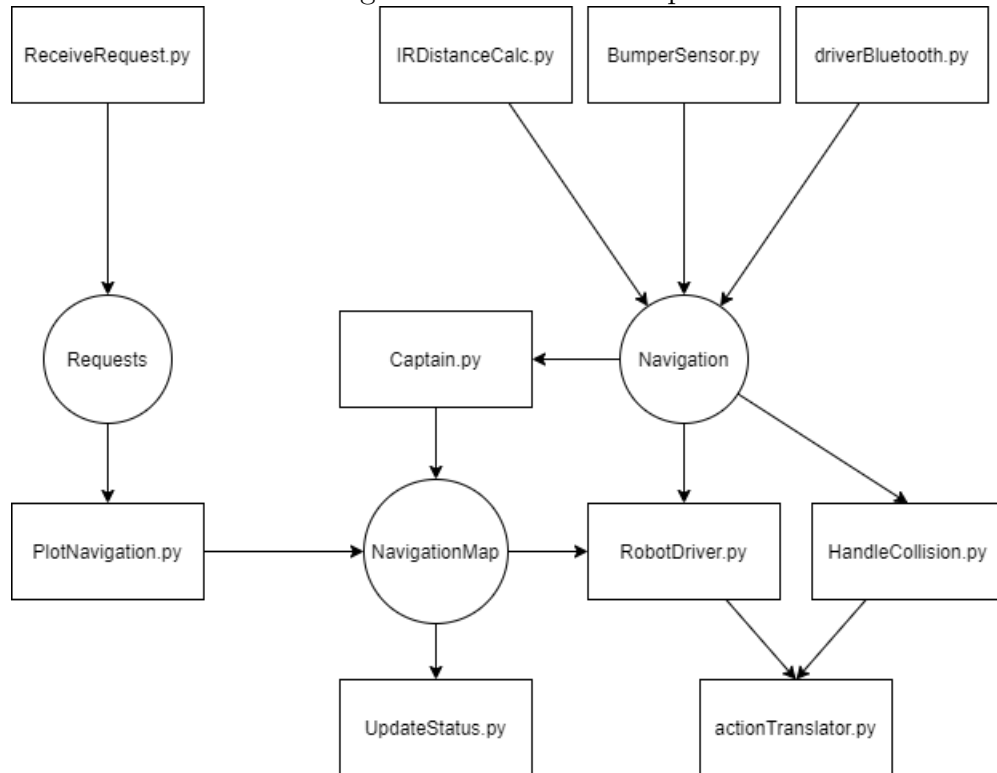 ReceiveRequest.py
IRDistanceCalc.py
BumperSensor.py
driverBluetooth.py
Requests
Captain.py
Navigation
PlotNavigation.py
NavigationMap
RobotDriver.py
HandleCollision.py
UpdateStatus.py
actionTranslator.py